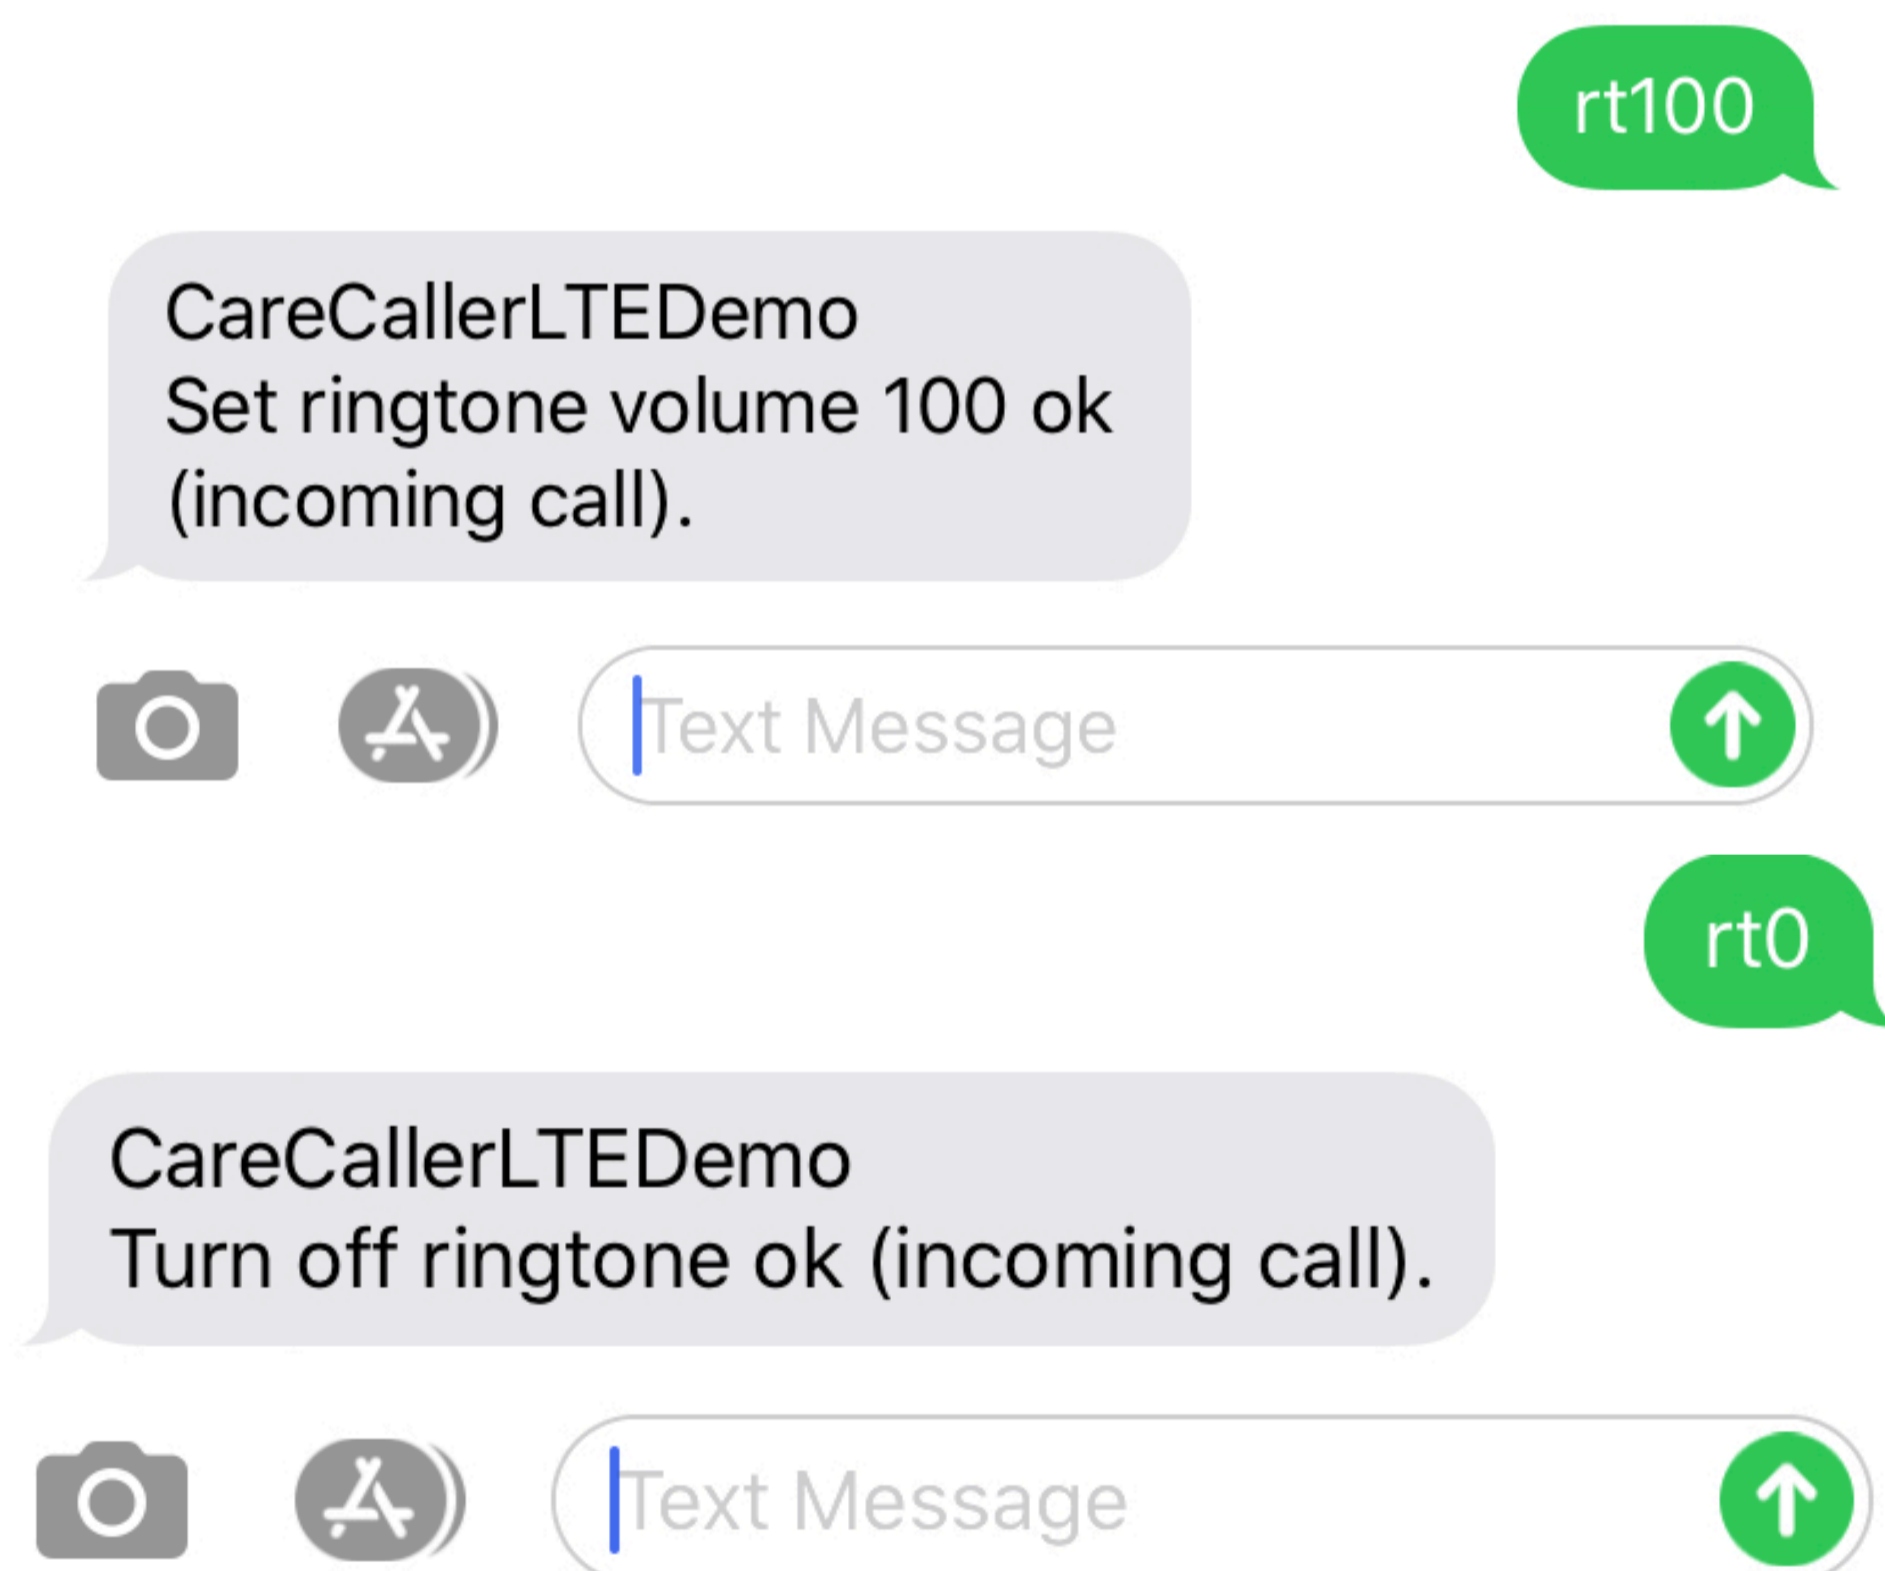 rt100
CareCallerLTEDemo
Set ringtone volume 100 ok
(incoming call).
Text Message
rt0
CareCallerLTEDemo
Turn off ringtone ok (incoming call).
Text Message